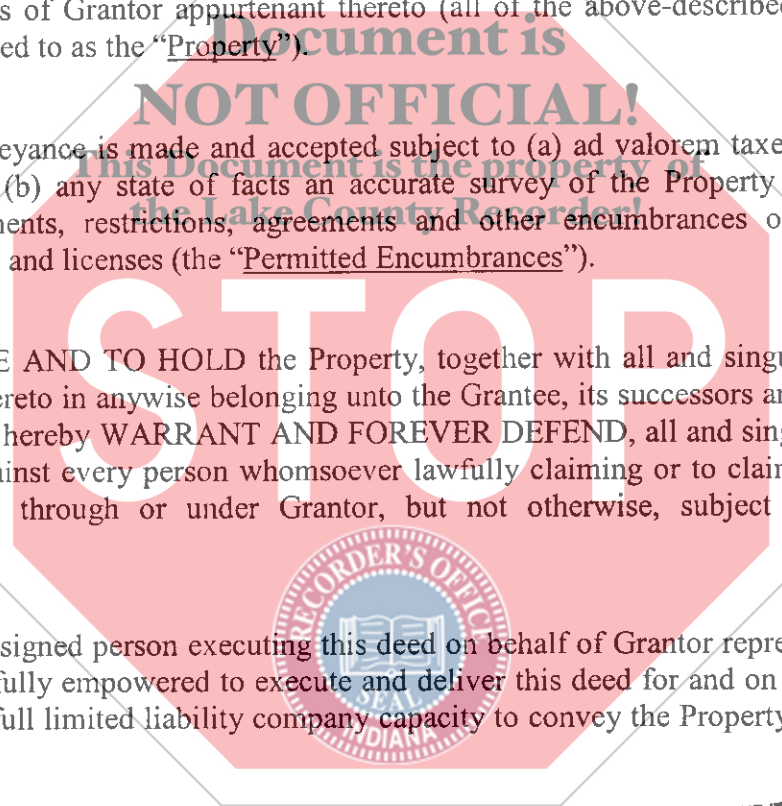 s of Grantor appurtenant thereto (all of the above-described
ed to as the “Property”).
Document is
NOT OFFICIAL!
eyance is made and accepted subject to (a) ad valorem taxe
This Document is the property of
(b) any state of facts an accurate survey of the Property
the Lake County Recorder!
ents, restrictions, agreements and other encumbrances o
and licenses (the “Permitted Encumbrances”).
STOP
E AND TO HOLD the Property, together with all and singu
ereto in anywise belonging unto the Grantee, its successors an
hereby WARRANT AND FOREVER DEFEND, all and sing
ainst every person whomsoever lawfully claiming or to claim
through or under Grantor, but not otherwise, subject
RECORDER'S OFFICE
SEAL
INDIANA
signed person executing this deed on behalf of Grantor repre
fully empowered to execute and deliver this deed for and on
full limited liability company capacity to convey the Property